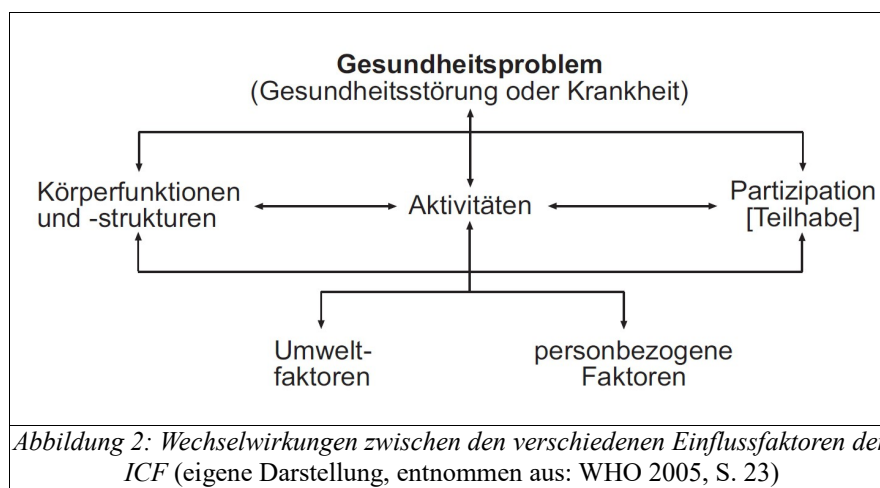 Gesundheitsproblem
(Gesundheitsstörung oder Krankheit)
Körperfunktionen
und -strukturen
Aktivitäten
Partizipation
[Teilhabe]
Umwelt-
faktoren
personbezogene
Faktoren
Abbildung 2: Wechselwirkungen zwischen den verschiedenen Einflussfaktoren der
ICF (eigene Darstellung, entnommen aus: WHO 2005, S. 23)